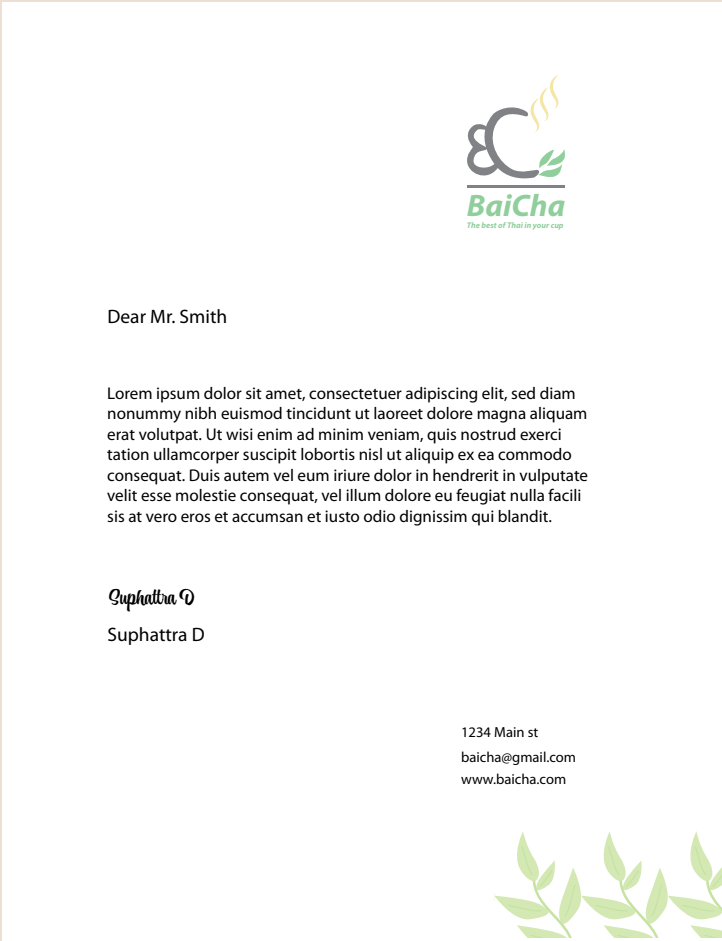 BaiCha
The best of Thai in your cup
Dear Mr. Smith
Lorem ipsum dolor sit amet, consectetuer adipiscing elit, sed diam
nonummy nibh euismod tincidunt ut laoreet dolore magna aliquam
erat volutpat. Ut wisi enim ad minim veniam, quis nostrud exerci
tation ullamcorper suscipit lobortis nisl ut aliquip ex ea commodo
consequat. Duis autem vel eum iriure dolor in hendrerit in vulputate
velit esse molestie consequat, vel illum dolore eu feugiat nulla facili
sis at vero eros et accumsan et iusto odio dignissim qui blandit.
Suphattra D
Suphattra D
1234 Main st
baicha@gmail.com
www.baicha.com